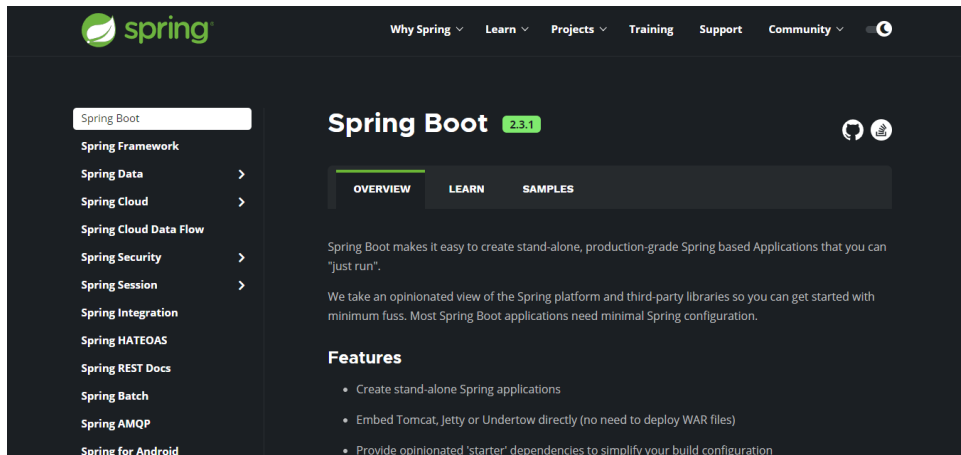 spring
Why Spring
Learn
Projects
Training
Support
Community
Spring Boot
Spring Framework
Spring Data
Spring Cloud
Spring Cloud Data Flow
Spring Security
Spring Session
Spring Integration
Spring HATEOAS
Spring REST Docs
Spring Batch
Spring AMQP
Spring for Android
Spring Boot 2.3.1
OVERVIEW
LEARN
SAMPLES
Spring Boot makes it easy to create stand-alone, production-grade Spring based Applications that you can
"just run".
We take an opinionated view of the Spring platform and third-party libraries so you can get started with
minimum fuss. Most Spring Boot applications need minimal Spring configuration.
Features
• Create stand-alone Spring applications
• Embed Tomcat, Jetty or Undertow directly (no need to deploy WAR files)
• Provide opinionated 'starter' dependencies to simplify your build configuration